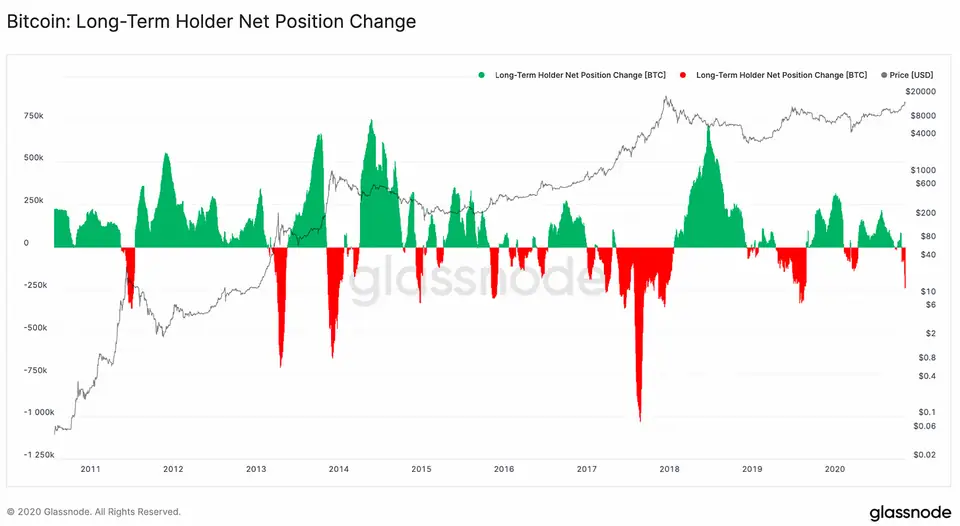 Bitcoin: Long-Term Holder Net Position Change
Long-Term Holder Net Position Change [BTC] Long-Term Holder Net Position Change [BTC] Price [USD]
750k
500k
250k
0
-250k
-500k
-750k
-1 000k
-1 250k
$20000
$8000
$4000
$1000
$600
$200
$80
$40
$10
$6
$2
$0.8
$0.4
$0.1
$0.06
$0.02
glassnode
2011 2012 2013 2014 2015 2016 2017 2018 2019 2020
© 2020 Glassnode. All Rights Reserved.
glassnode